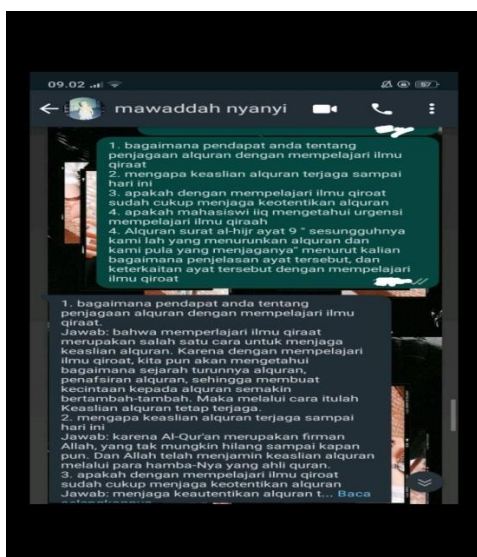 09.02
57
mawaddah nyanyi
1. bagaimana pendapat anda tentang
penjagaan alquran dengan mempelajari ilmu
qiraat
2. mengapa keaslian alquran terjaga sampai
hari ini
3. apakah dengan mempelajari ilmu qiroat
sudah cukup menjaga keotentikan alquran
4. apakah mahasiswi iiq mengetahui urgensi
mempelajari ilmu qiraah
4. Alquran surat al-hijr ayat 9 " sesungguhnya
kami lah yang menurunkan alquran dan
kami pula yang menjaganya" menurut kalian
bagaimana penjelasan ayat tersebut, dan
keterkaitan ayat tersebut dengan mempelajari
ilmu qiroat
1. bagaimana pendapat anda tentang
penjagaan alquran dengan mempelajari ilmu
qiraat.
Jawab: bahwa memperlajari ilmu qiraat
merupakan salah satu cara untuk menjaga
keaslian alquran. Karena dengan mempelajari
ilmu qiroat, kita pun akan mengetahui
bagaimana sejarah turunnya alquran,
penafsiran alquran, sehingga membuat
kecintaan kepada alquran semakin
bertambah-tambah. Maka melalui cara itulah
Keaslian alquran tetap terjaga.
2. mengapa keaslian alquran terjaga sampai
hari ini
Jawab: karena Al-Qur'an merupakan firman
Allah, yang tak mungkin hilang sampai kapan
pun. Dan Allah telah menjamin keaslian alquran
melalui para hamba-Nya yang ahli quran.
3. apakah dengan mempelajari ilmu qiroat
sudah cukup menjaga keotentikan alquran
Jawab: menjaga keautentikan alquran t... Baca